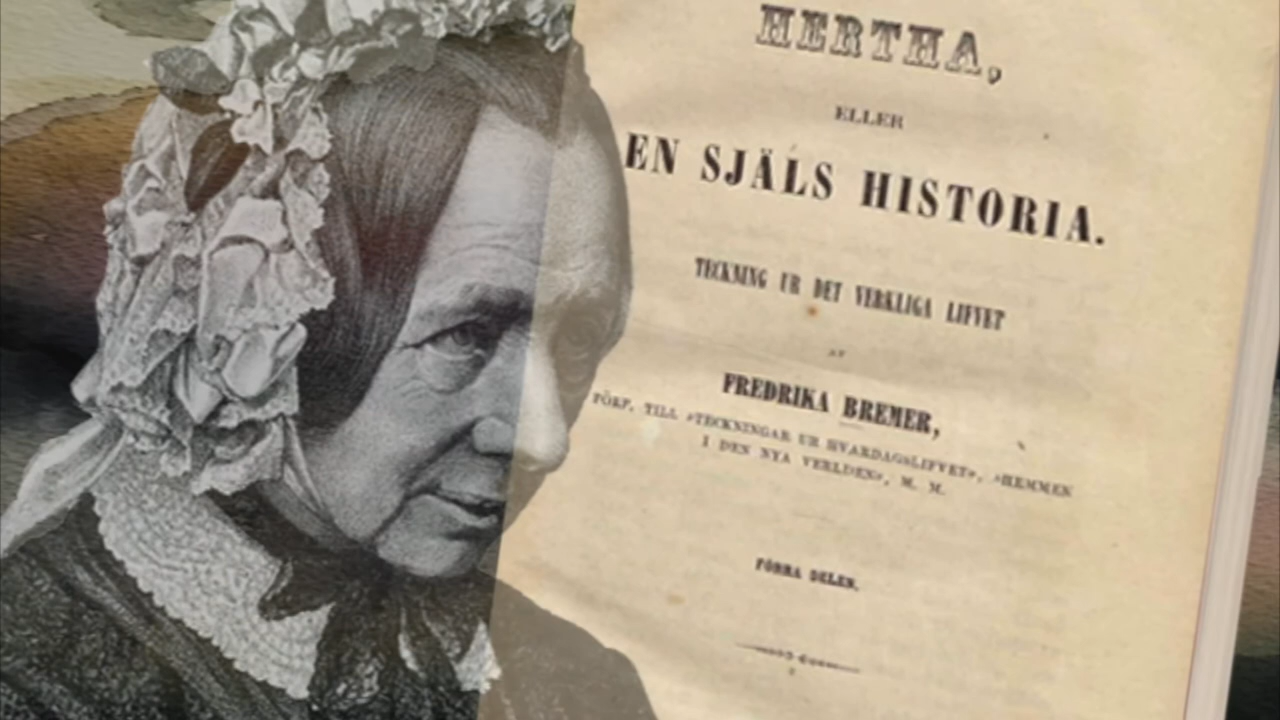 HERTHA,
ELLER
EN SJÄLS HISTORIA.
TECKNING UR DET VERKLIGA LIFVET
AF
FREDRIKA BREMER,
FÖRF. TILL »TECKNINGAR UR HVARDAGSLIFVET», »HEMMEN
I DEN NYA VERLDEN», M. M.
FÖRRA DELEN.